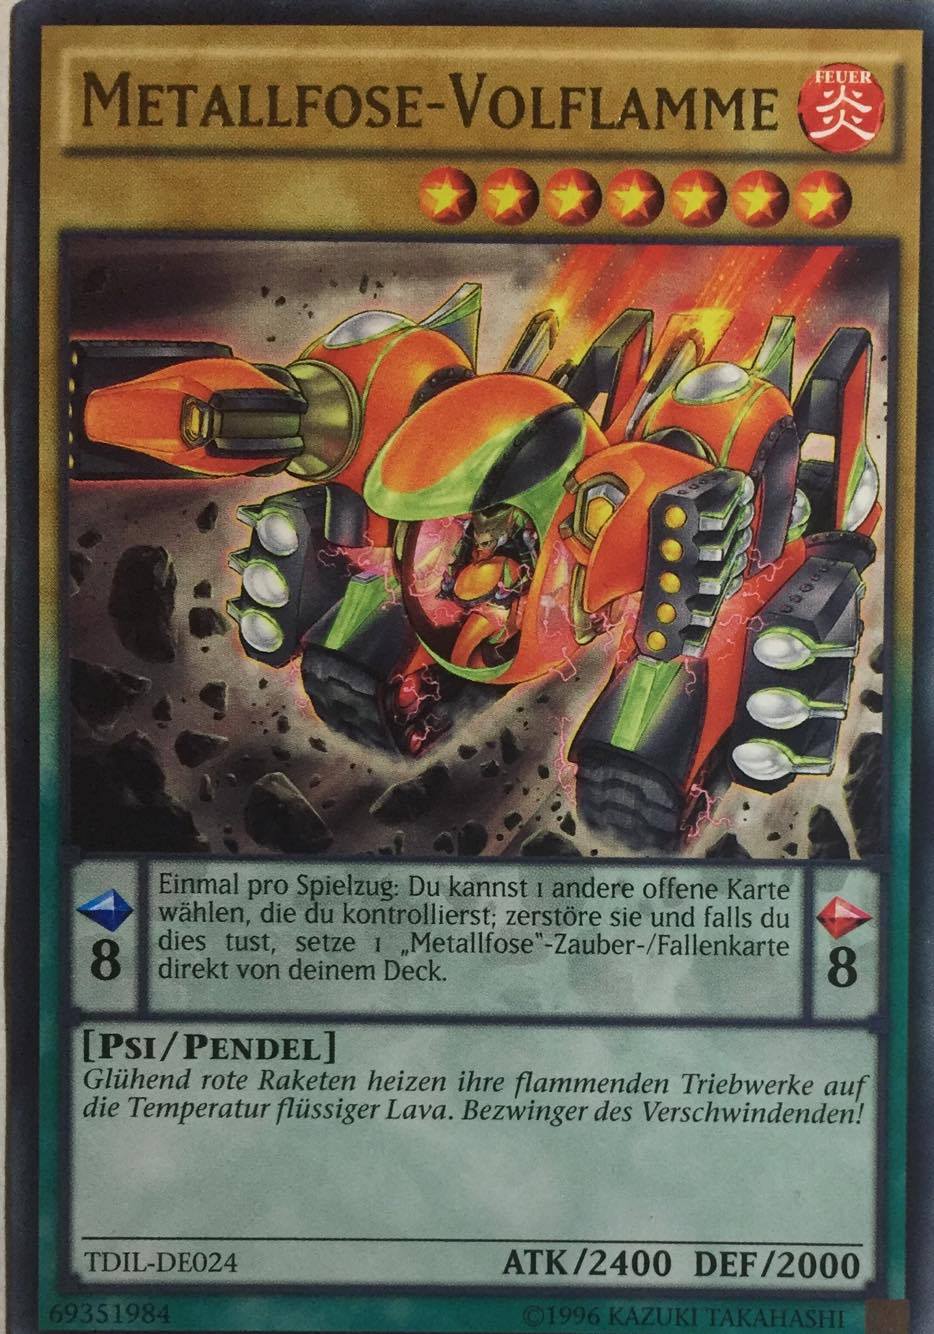 METALLFOSE-VOLFLAMME
FEUER
炎
Einmal pro Spielzug: Du kannst 1 andere offene Karte
wählen, die du kontrollierst; zerstöre sie und falls du
dies tust, setze 1 „Metallfose"-Zauber-/Fallenkarte
direkt von deinem Deck.
8
8
[PSI/PENDEL]
Glühend rote Raketen heizen ihre flammenden Triebwerke auf
die Temperatur flüssiger Lava. Bezwinger des Verschwindenden!
TDIL-DE024
ATK/2400 DEF/2000
69351984
©1996 KAZUKI TAKAHASHI